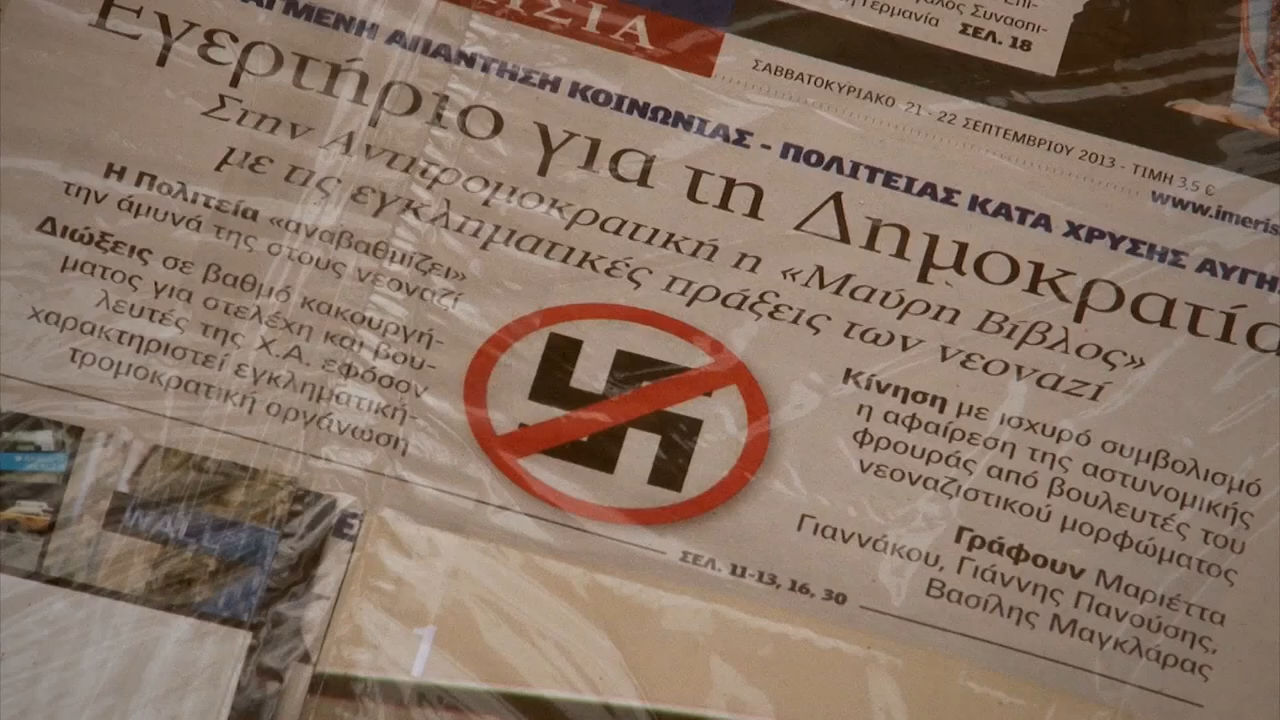 ΣΕΛ. 18
ΣΑΒΒΑΤΟΚΥΡΙΑΚΟ 21 - 22 ΣΕΠΤΕΜΒΡΙΟΥ 2013 - ΤΙΜΗ 3,5 €
www.imeris
ΑΠΑΝΤΗΣΗ ΚΟΙΝΩΝΙΑΣ - ΠΟΛΙΤΕΙΑΣ ΚΑΤΑ ΧΡΥΣΗΣ ΑΥΓΗ
Εγερτήριο για τη Δημοκρατία
Στην Αντιτρομοκρατική η «Μαύρη Βίβλος»
με τις εγκληματικές πράξεις των νεοναζί
Η Πολιτεία «αναβαθμίζει»
την άμυνά της στους νεοναζί
Διώξεις σε βαθμό κακουργή-
ματος για στελέχη και βου-
λευτές της Χ.Α. εφόσον
χαρακτηριστεί εγκληματική-
τρομοκρατική οργάνωση
Κίνηση με ισχυρό συμβολισμό
η αφαίρεση της αστυνομικής
φρουράς από βουλευτές του
νεοναζιστικού μορφώματος
Γράφουν Μαριέττα
Γιαννάκου, Γιάννης Πανούσης,
Βασίλης Μαγκλάρας
ΣΕΛ. 11-13, 16, 30